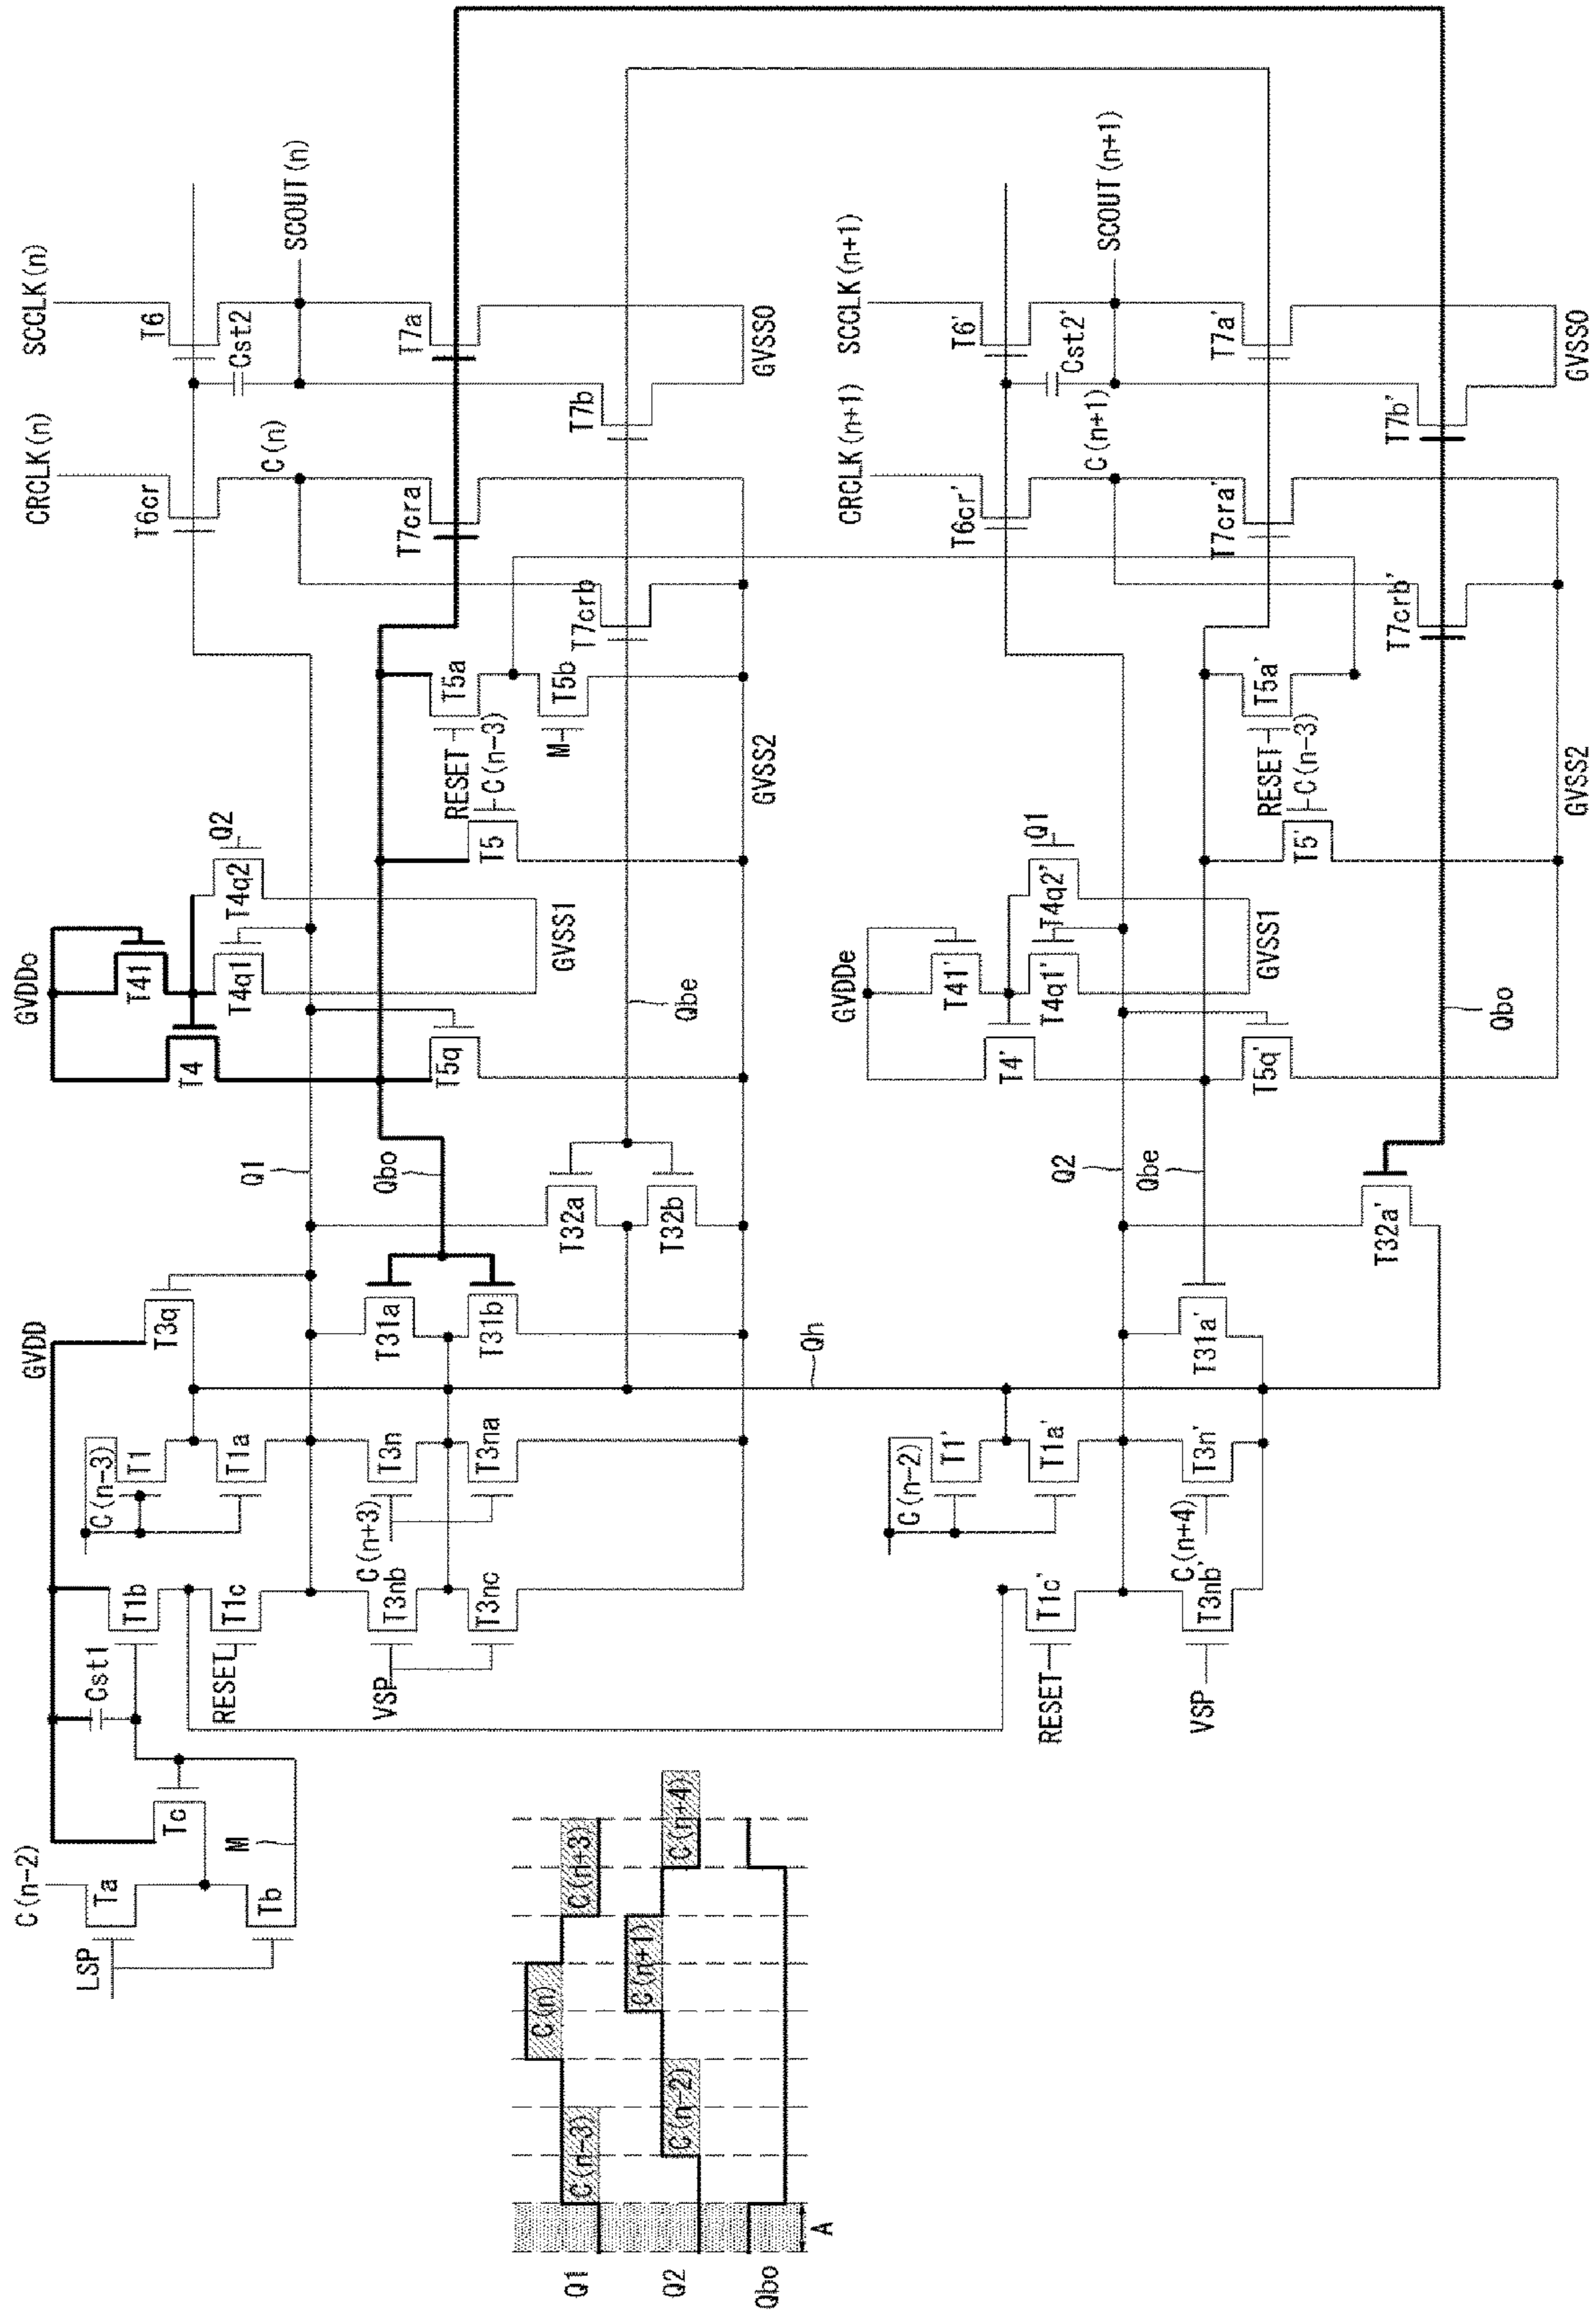 GVDD
GVDDo
SCCLK(n)
CRCLK(n)
C(n-2)
LSP
Ta
Tb
Tc
M
Cst1
T1b
T1c
RESET
C(n-3)
T1
T1a
T3q
VSP
T3nb
T3nc
C(n+3)
T3n
T3na
T31a
T31b
Q1
Qbo
T32a
T32b
Qh
T4
T41
T4q1
T4q2
Q2
GVSS1
T5q
Qbe
T5
C(n-3)
RESET
T5a
M
T5b
GVSS2
T6cr
C(n)
T7cra
T7crb
T6
Cst2
SCOUT(n)
T7a
T7b
GVSS0
GVDDe
SCCLK(n+1)
CRCLK(n+1)
RESET
T1c'
C(n-2)
T1'
T1a'
VSP
T3nb'
C(n+4)
T3n'
T31a'
Q2
Qbe
T32a'
T4'
T41'
T4q1'
T4q2'
Q1
GVSS1
T5q'
Qbo
T5'
C(n-3)
RESET
T5a'
GVSS2
T6cr'
C(n+1)
T7cra'
T7crb'
T6'
Cst2'
SCOUT(n+1)
T7a'
T7b'
GVSS0
Q1
C(n-3)
C(n)
C(n+3)
Q2
C(n-2)
C(n+1)
C(n+4)
Qbo
A